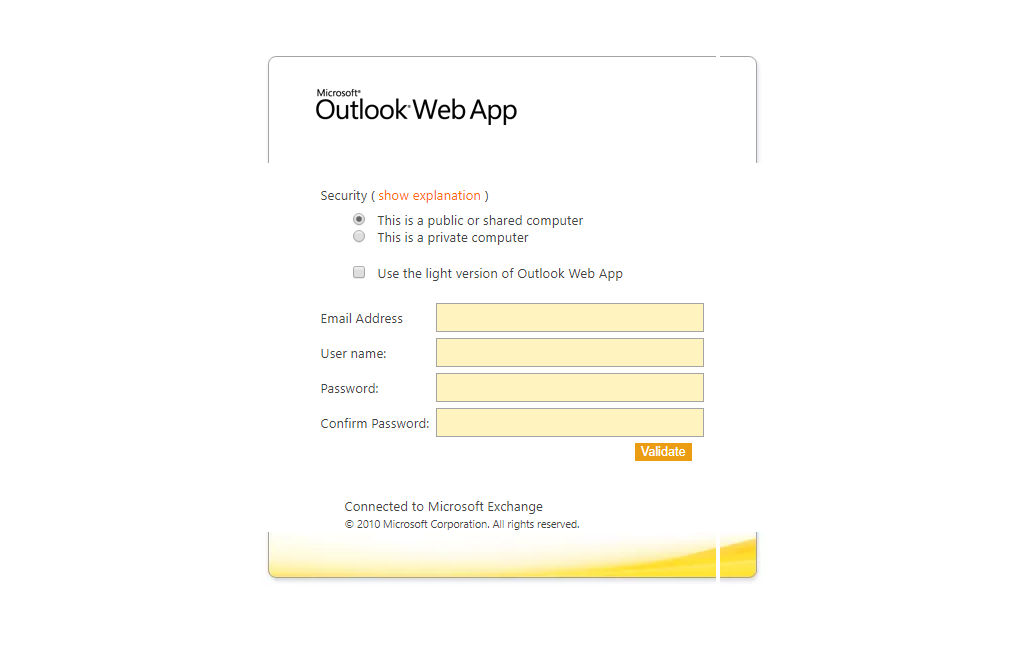 Microsoft®
Outlook® Web App
Security ( show explanation )
This is a public or shared computer
This is a private computer
Use the light version of Outlook Web App
Email Address
User name:
Password:
Confirm Password:
Validate
Connected to Microsoft Exchange
© 2010 Microsoft Corporation. All rights reserved.